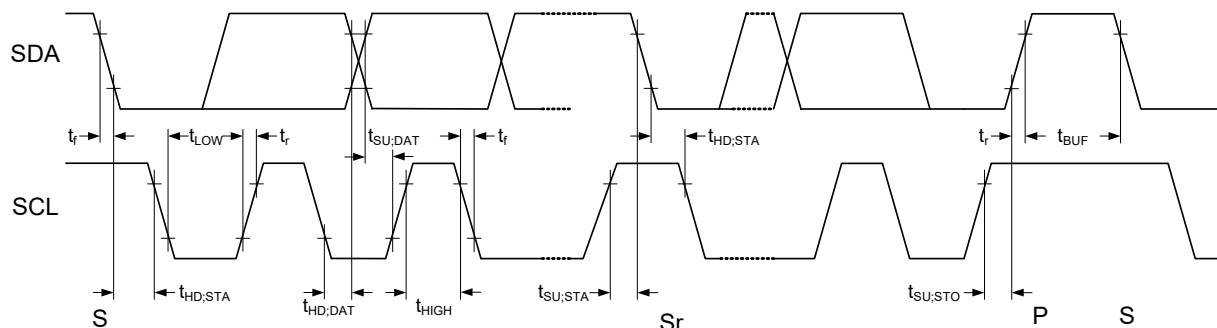 SDA
t_f t_LOW t_r t_SU;DAT t_f t_HD;STA t_r t_BUF
SCL
t_HD;STA t_HD;DAT t_HIGH t_SU;STA t_SU;STO
S Sr P S